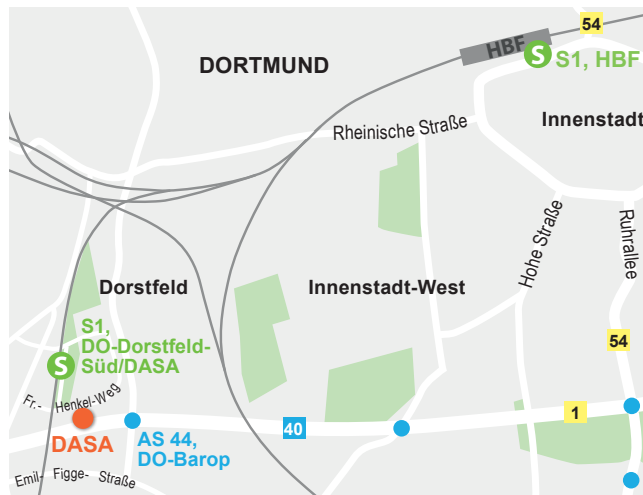 54
HBF
S1, HBF
DORTMUND
Innenstadt
Rheinische Straße
Hohe Straße
Ruhrallee
Dorstfeld
Innenstadt-West
S
S
S1,
DO-Dorstfeld-
Süd/DASA
54
Fr.- Henkel-Weg
1
40
DASA
AS 44,
DO-Barop
Emil- Figge- Straße